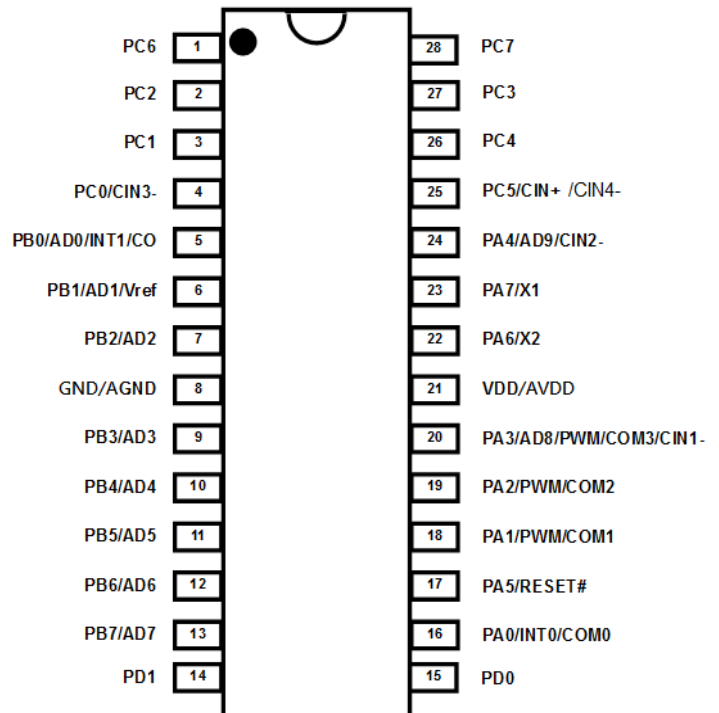 PC6 1 28 PC7
PC2 2 27 PC3
PC1 3 26 PC4
PC0/CIN3- 4 25 PC5/CIN+ /CIN4-
PB0/AD0/INT1/CO 5 24 PA4/AD9/CIN2-
PB1/AD1/Vref 6 23 PA7/X1
PB2/AD2 7 22 PA6/X2
GND/AGND 8 21 VDD/AVDD
PB3/AD3 9 20 PA3/AD8/PWM/COM3/CIN1-
PB4/AD4 10 19 PA2/PWM/COM2
PB5/AD5 11 18 PA1/PWM/COM1
PB6/AD6 12 17 PA5/RESET#
PB7/AD7 13 16 PA0/INT0/COM0
PD1 14 15 PD0